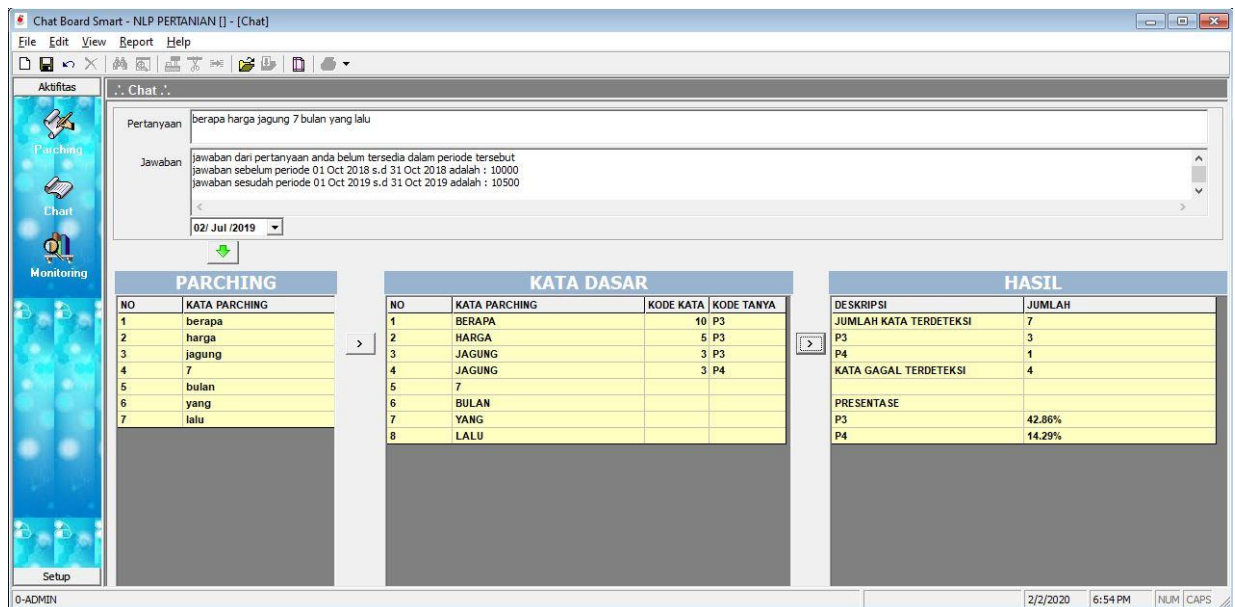 Chat Board Smart - NLP PERTANIAN [] - [Chat]
File Edit View Report Help
Aktifitas
.:. Chat .:.
Parching
Chart
Monitoring
Setup
Pertanyaan berapa harga jagung 7 bulan yang lalu
Jawaban jawaban dari pertanyaan anda belum tersedia dalam periode tersebut
jawaban sebelum periode 01 Oct 2018 s.d 31 Oct 2018 adalah : 10000
jawaban sesudah periode 01 Oct 2019 s.d 31 Oct 2019 adalah : 10500
02/ Jul /2019
PARCHING
NO KATA PARCHING
1 berapa
2 harga
3 jagung
4 7
5 bulan
6 yang
7 lalu
>
KATA DASAR
NO KATA PARCHING KODE KATA KODE TANYA
1 BERAPA 10 P3
2 HARGA 5 P3
3 JAGUNG 3 P3
4 JAGUNG 3 P4
5 7
6 BULAN
7 YANG
8 LALU
>
HASIL
DESKRIPSI JUMLAH
JUMLAH KATA TERDETEKSI 7
P3 3
P4 1
KATA GAGAL TERDETEKSI 4
PRESENTASE
P3 42.86%
P4 14.29%
0-ADMIN 2/2/2020 6:54 PM NUM CAPS